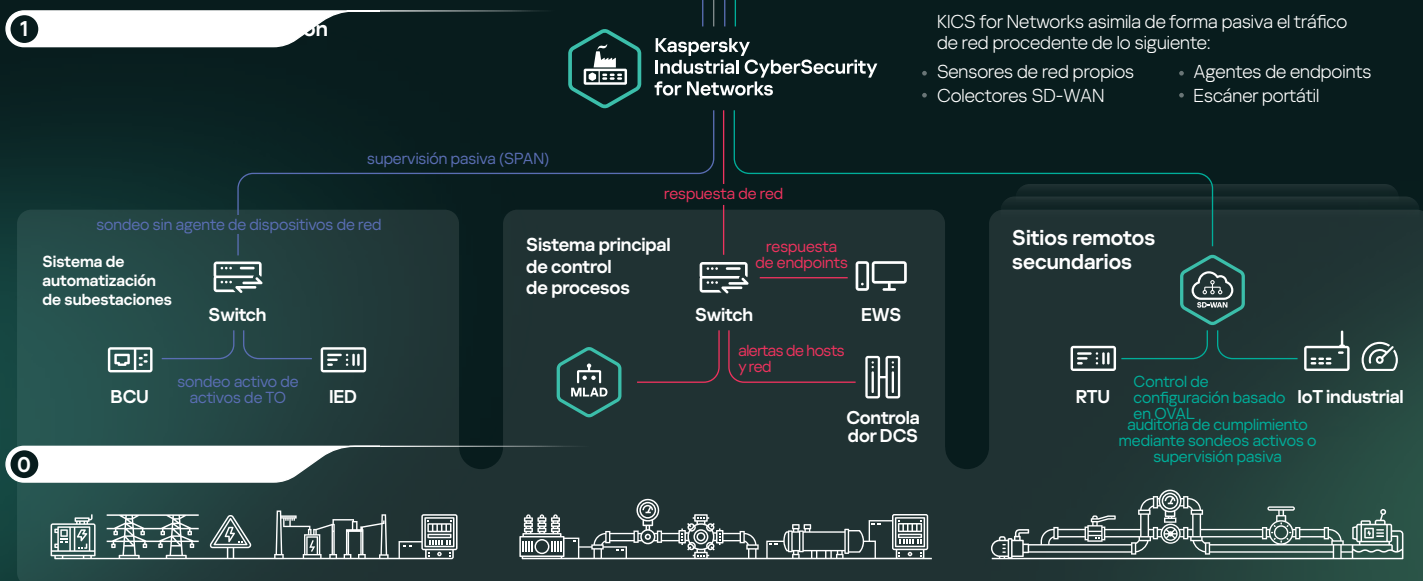 1
KICS for Networks asimila de forma pasiva el tráfico
de red procedente de lo siguiente:
• Sensores de red propios
• Agentes de endpoints
• Colectores SD-WAN
• Escáner portátil
Kaspersky
Industrial CyberSecurity
for Networks
supervisión pasiva (SPAN)
respuesta de red
sondeo sin agente de dispositivos de red
Sistema de
automatización
de subestaciones
Switch
BCU
sondeo activo de
activos de TO
IED
Sistema principal
de control
de procesos
respuesta
de endpoints
Switch
EWS
MLAD
alertas de hosts
y red
Controla
dor DCS
Sitios remotos
secundarios
SD-WAN
RTU
Control de
configuración basado
en OVAL
IoT industrial
auditoría de cumplimiento
mediante sondeos activos o
supervisión pasiva
0